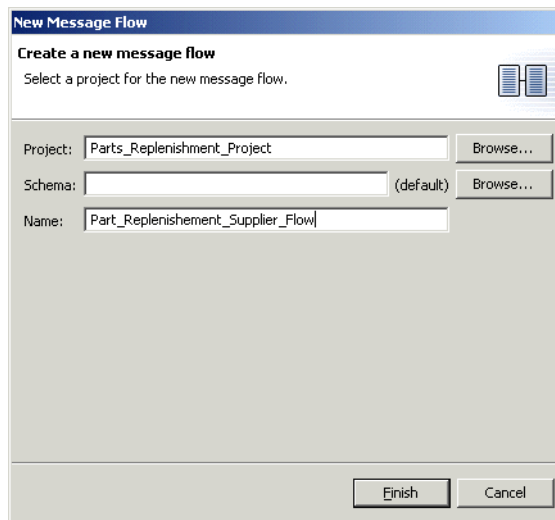 New Message Flow
Create a new message flow
Select a project for the new message flow.
Project: Parts_Replenishment_Project Browse...
Schema: (default) Browse...
Name: Part_Replenishement_Supplier_Flow
Finish Cancel